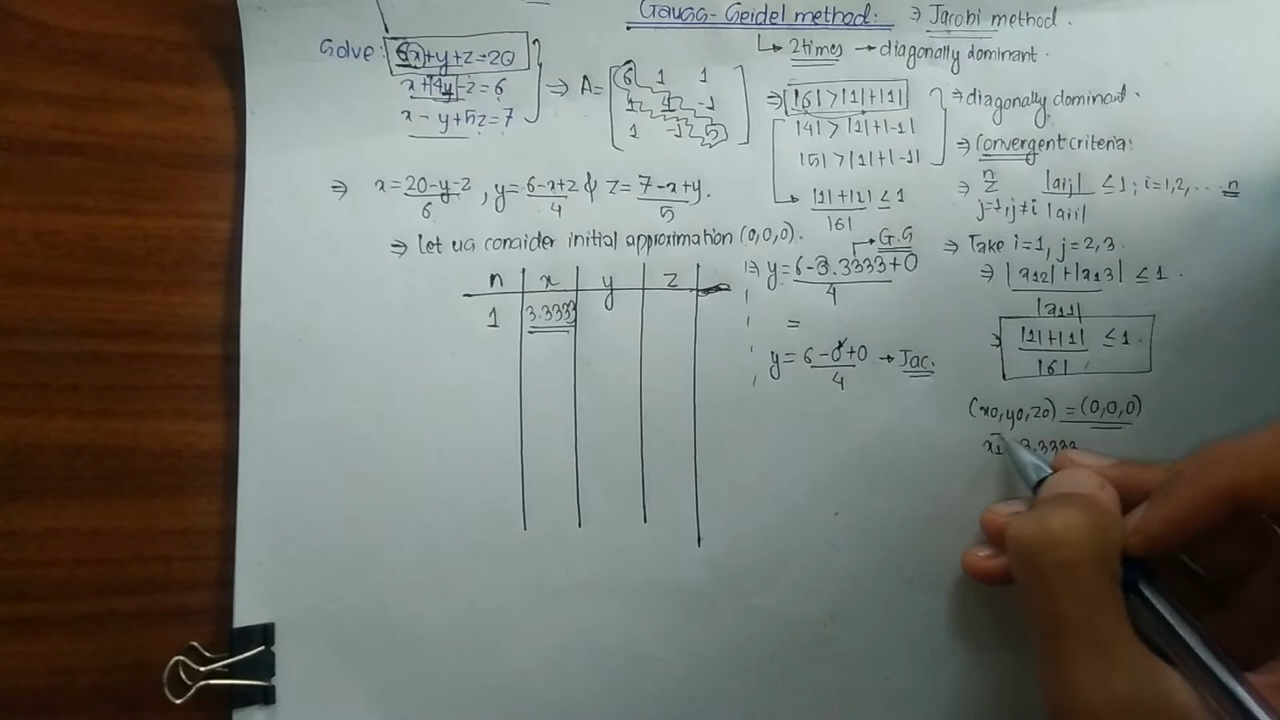 Gauss-Seidel method: ⇒ Jacobi method.
↳ 2times → diagonally dominant.
Solve: 6x+y+z=20
x+4y-z=6
x-y+5z=7
⇒ A= [6 1 1
1 4 -1
1 -1 5]
⇒ |6|>|1|+|1|
|4|>|1|+|-1|
|5|>|1|+|-1|
⇒ diagonally dominant.
⇒ Convergent criteria:
|1|+|1| / |6| ≤ 1
⇒ Σ n j=1, j≠i |aij| / |aii| ≤ 1; i=1,2,... n
⇒ x=20-y-z / 6, y=6-x+z / 4 & z=7-x+y / 5.
⇒ Let us consider initial approximation (0,0,0).
n x y z
1 3.3333
⇒ y=6-3.3333+0 / 4 → G.S
=
y=6-0+0 / 4 → Jac.
⇒ Take i=1, j=2,3.
⇒ |a12|+|a13| / |a11| ≤ 1.
⇒ |1|+|1| / |6| ≤ 1.
(x0,y0,z0) = (0,0,0)
x1 3.3333